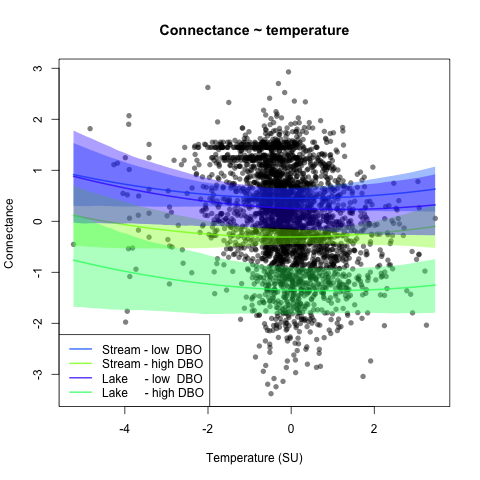 Connectance ~ temperature
Connectance
3
2
1
0
-1
-2
-3
Stream - low DBO
Stream - high DBO
Lake - low DBO
Lake - high DBO
-4 -2 0 2
Temperature (SU)